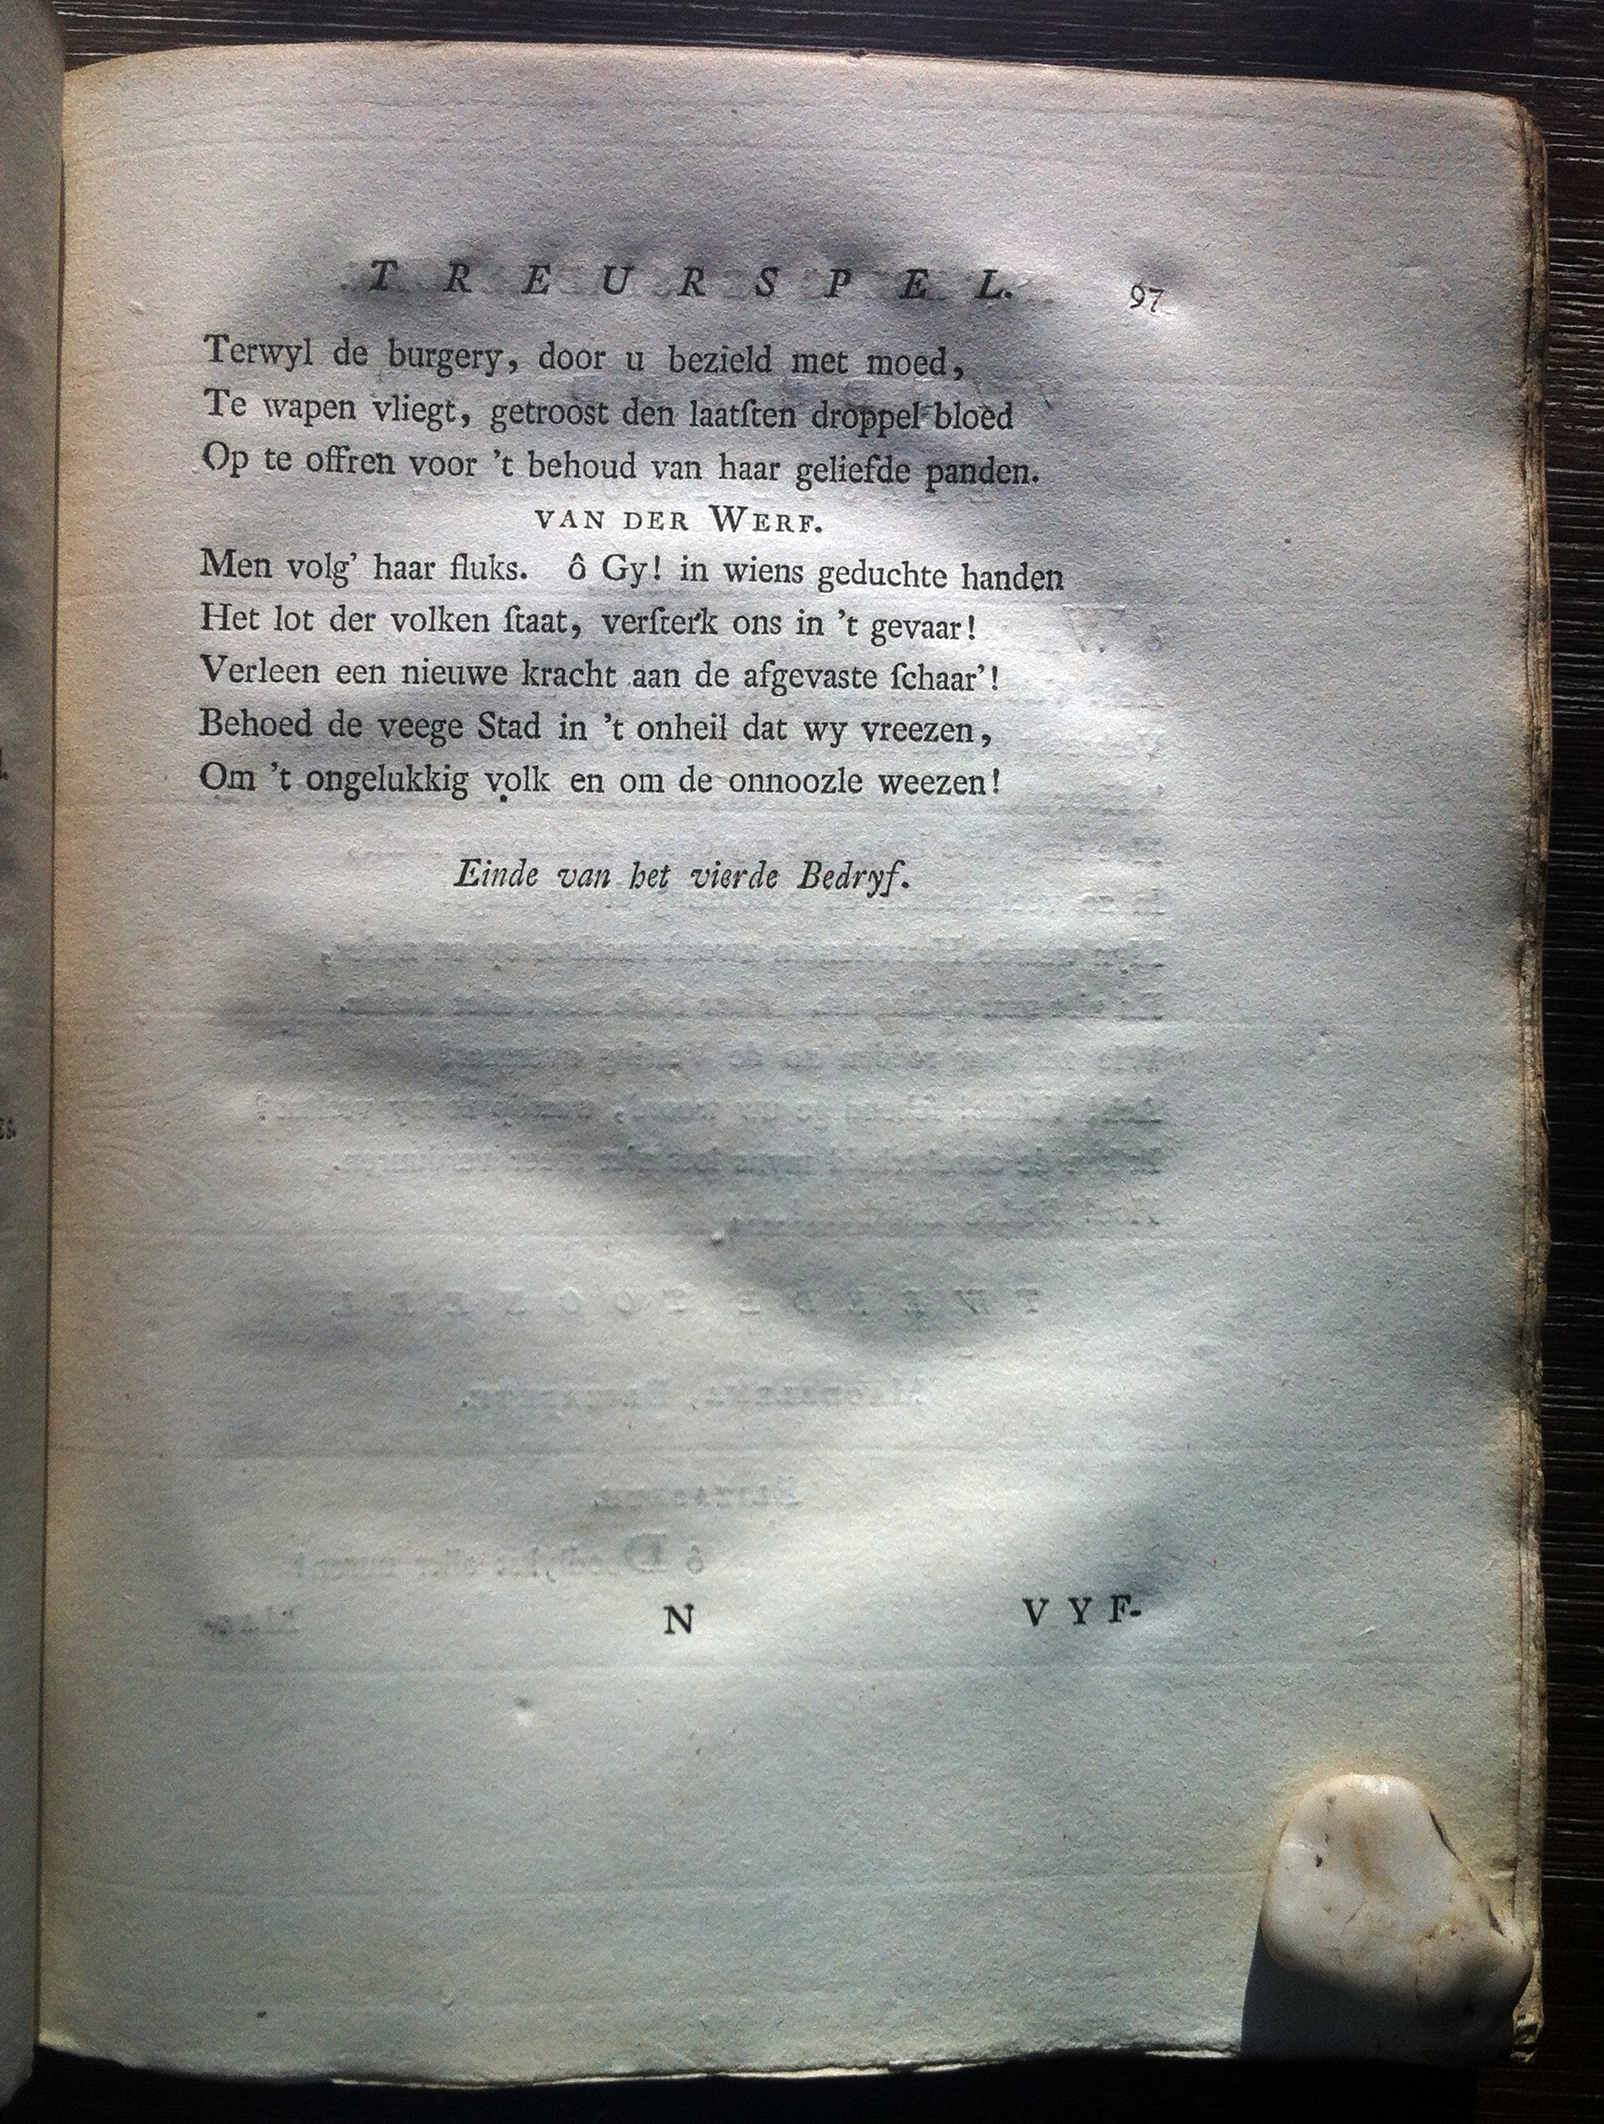 TREURSPEL. 97
Terwyl de burgery, door u bezield met moed,
Te wapen vliegt, getroost den laatſten droppel bloed
Op te offren voor 't behoud van haar geliefde panden.
VAN DER WERF.
Men volg' haar fluks. ô Gy! in wiens geduchte handen
Het lot der volken ſtaat, verſterk ons in 't gevaar!
Verleen een nieuwe kracht aan de afgevaste ſchaar'!
Behoed de veege Stad in 't onheil dat wy vreezen,
Om 't ongelukkig volk en om de onnoozle weezen!
Einde van het vierde Bedryf.
N VYF-